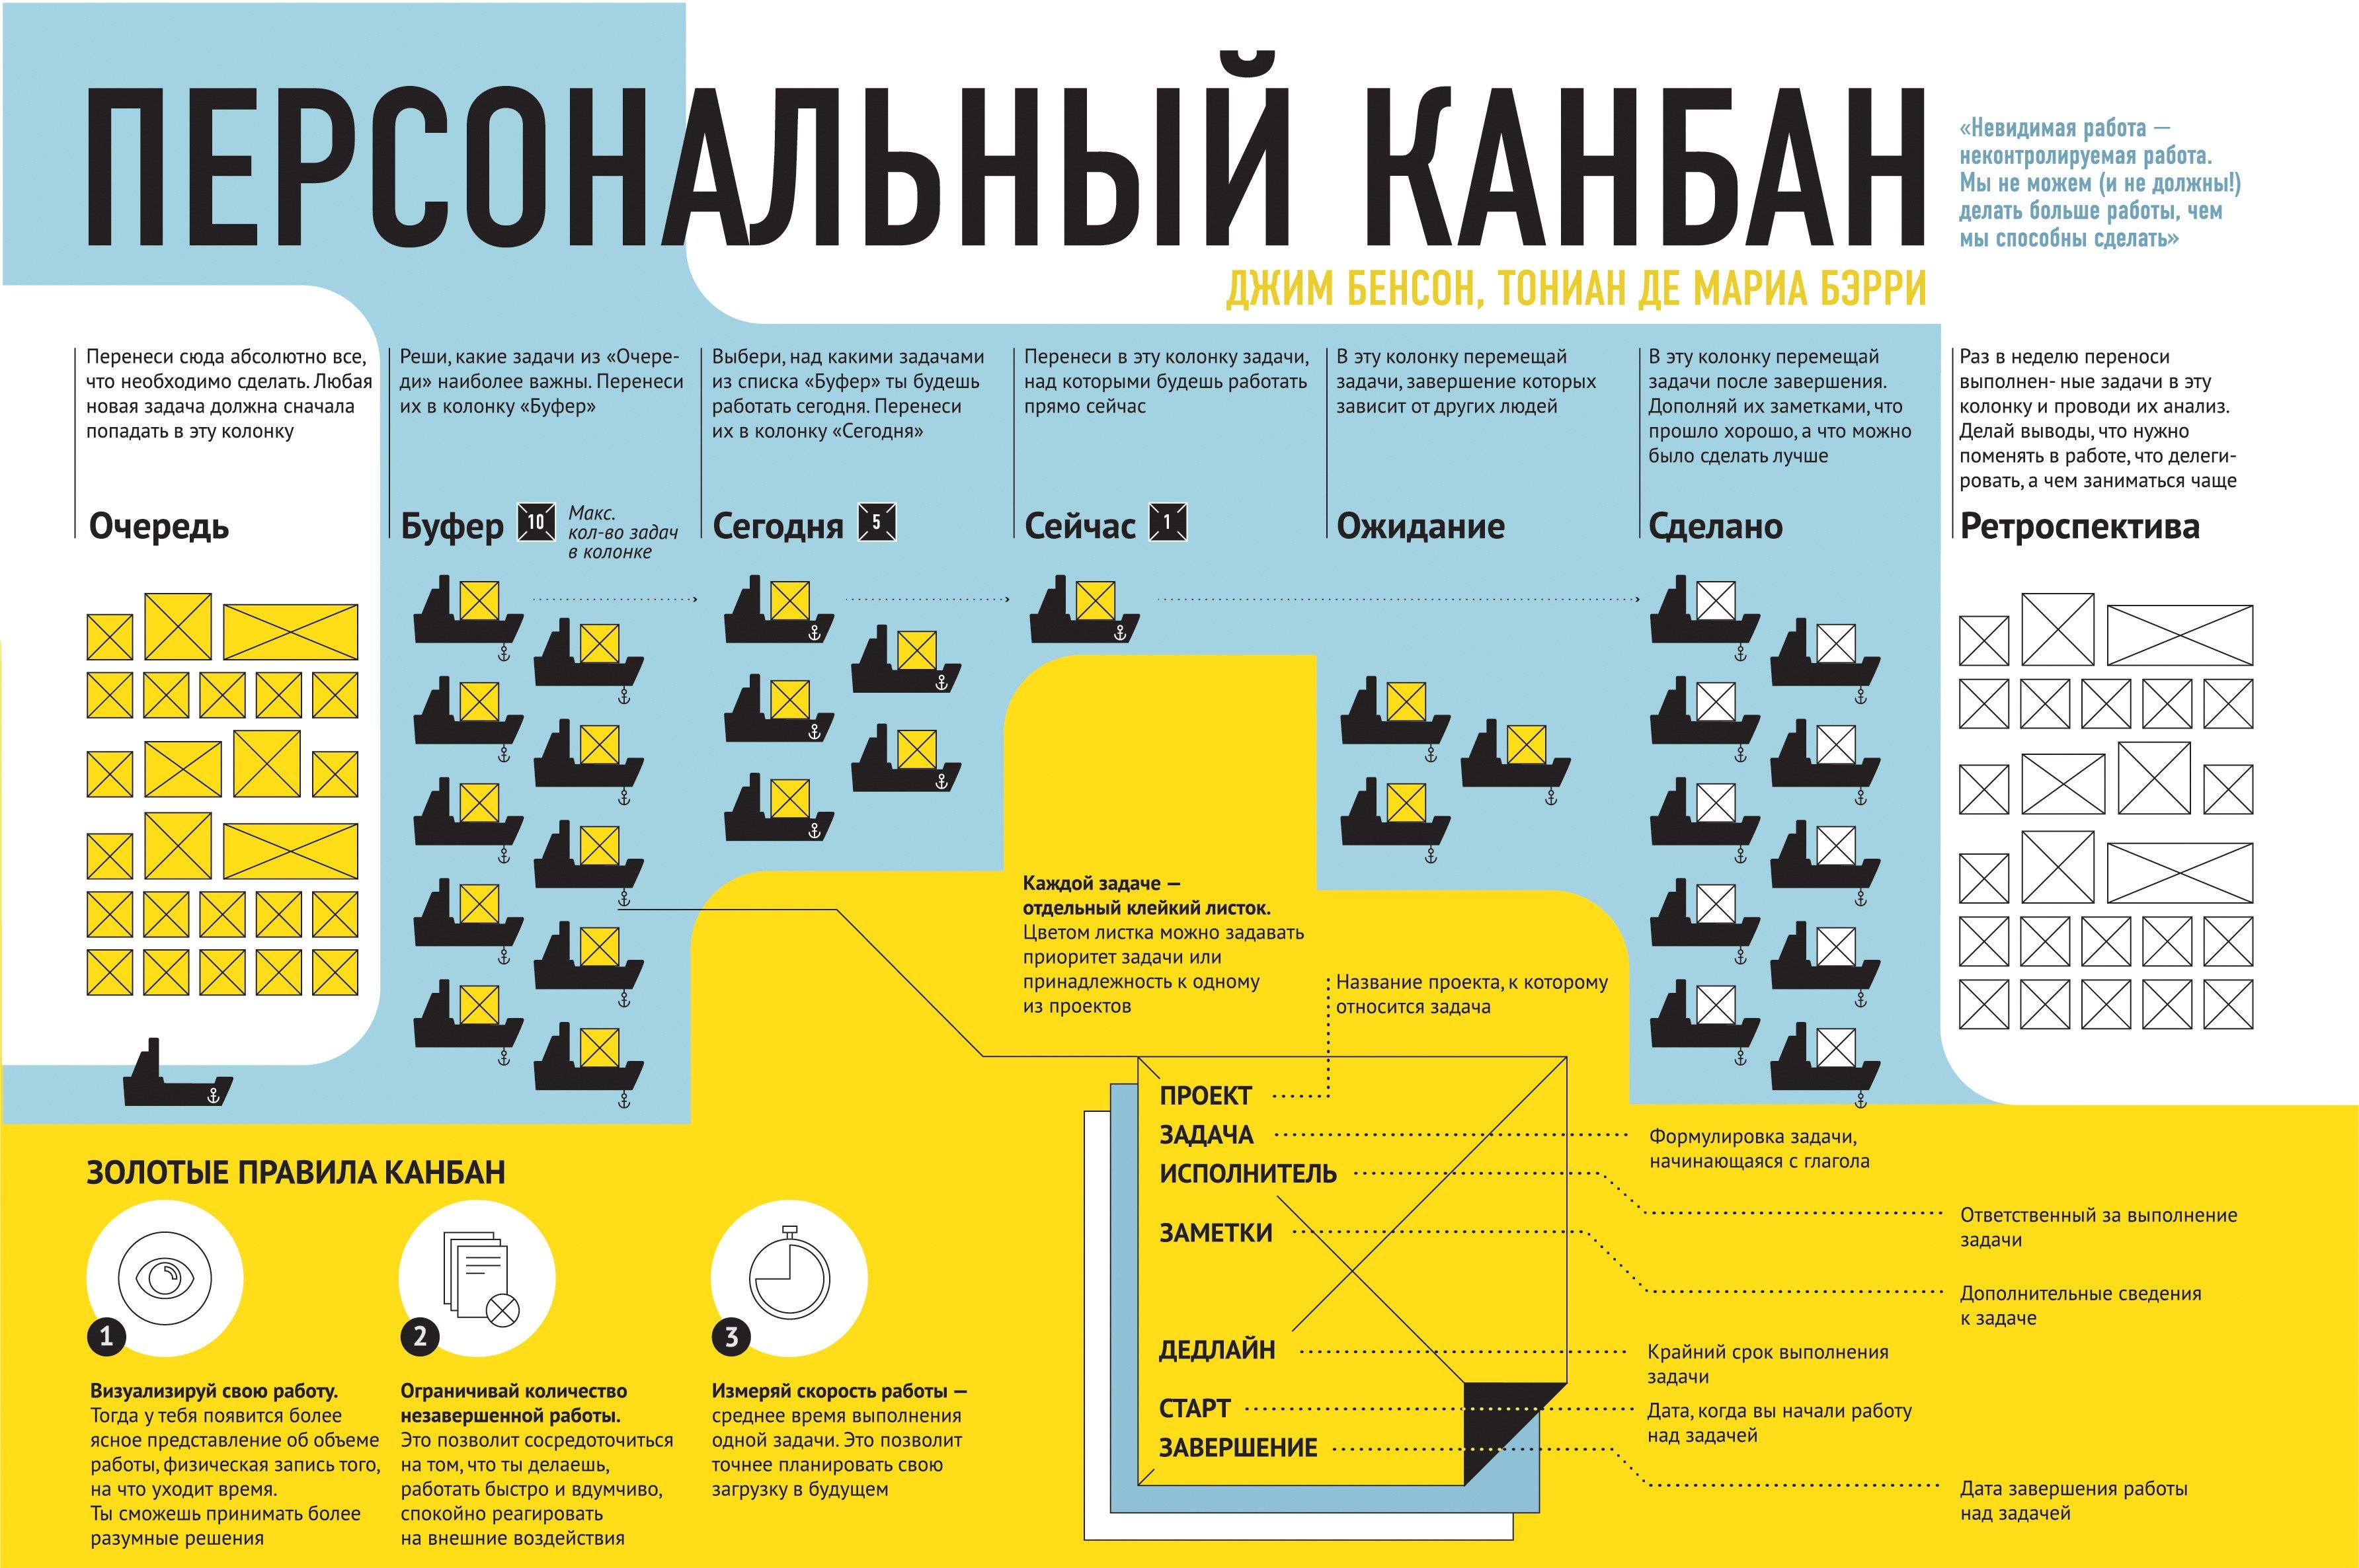 ПЕРСОНАЛЬНЫЙ КАНБАН
ДЖИМ БЕНСОН, ТОНИАН ДЕ МАРИА БЭРРИ
«Невидимая работа —
неконтролируемая работа.
Мы не можем (и не должны!)
делать больше работы, чем
мы способны сделать»
Перенеси сюда абсолютно все,
что необходимо сделать. Любая
новая задача должна сначала
попадать в эту колонку
Очередь
Реши, какие задачи из «Очере-
ди» наиболее важны. Перенеси
их в колонку «Буфер»
Буфер
10
Макс.
кол-во задач
в колонке
Выбери, над какими задачами
из списка «Буфер» ты будешь
работать сегодня. Перенеси
их в колонку «Сегодня»
Сегодня
5
Перенеси в эту колонку задачи,
над которыми будешь работать
прямо сейчас
Сейчас
1
В эту колонку перемещай
задачи, завершение которых
зависит от других людей
Ожидание
В эту колонку перемещай
задачи после завершения.
Дополняй их заметками, что
прошло хорошо, а что можно
было сделать лучше
Сделано
Раз в неделю переноси
выполнен- ные задачи в эту
колонку и проводи их анализ.
Делай выводы, что нужно
поменять в работе, что делеги-
ровать, а чем заниматься чаще
Ретроспектива
Каждой задаче —
отдельный клейкий листок.
Цветом листка можно задавать
приоритет задачи или
принадлежность к одному
из проектов
Название проекта, к которому
относится задача
ПРОЕКТ
ЗАДАЧА
ИСПОЛНИТЕЛЬ
ЗАМЕТКИ
ДЕДЛАЙН
СТАРТ
ЗАВЕРШЕНИЕ
Формулировка задачи,
начинающаяся с глагола
Ответственный за выполнение
задачи
Дополнительные сведения
к задаче
Крайний срок выполнения
задачи
Дата, когда вы начали работу
над задачей
Дата завершения работы
над задачей
ЗОЛОТЫЕ ПРАВИЛА КАНБАН
1
Визуализируй свою работу.
Тогда у тебя появится более
ясное представление об объеме
работы, физическая запись того,
на что уходит время.
Ты сможешь принимать более
разумные решения
2
Ограничивай количество
незавершенной работы.
Это позволит сосредоточиться
на том, что ты делаешь,
работать быстро и вдумчиво,
спокойно реагировать
на внешние воздействия
3
Измеряй скорость работы —
среднее время выполнения
одной задачи. Это позволит
точнее планировать свою
загрузку в будущем